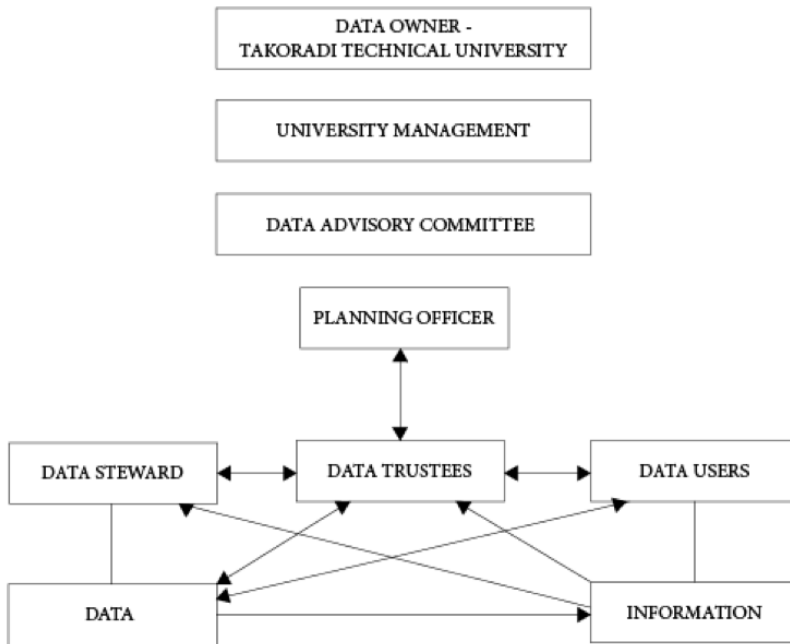 DATA OWNER -
TAKORADI TECHNICAL UNIVERSITY
UNIVERSITY MANAGEMENT
DATA ADVISORY COMMITTEE
PLANNING OFFICER
DATA STEWARD
DATA TRUSTEES
DATA USERS
DATA
INFORMATION